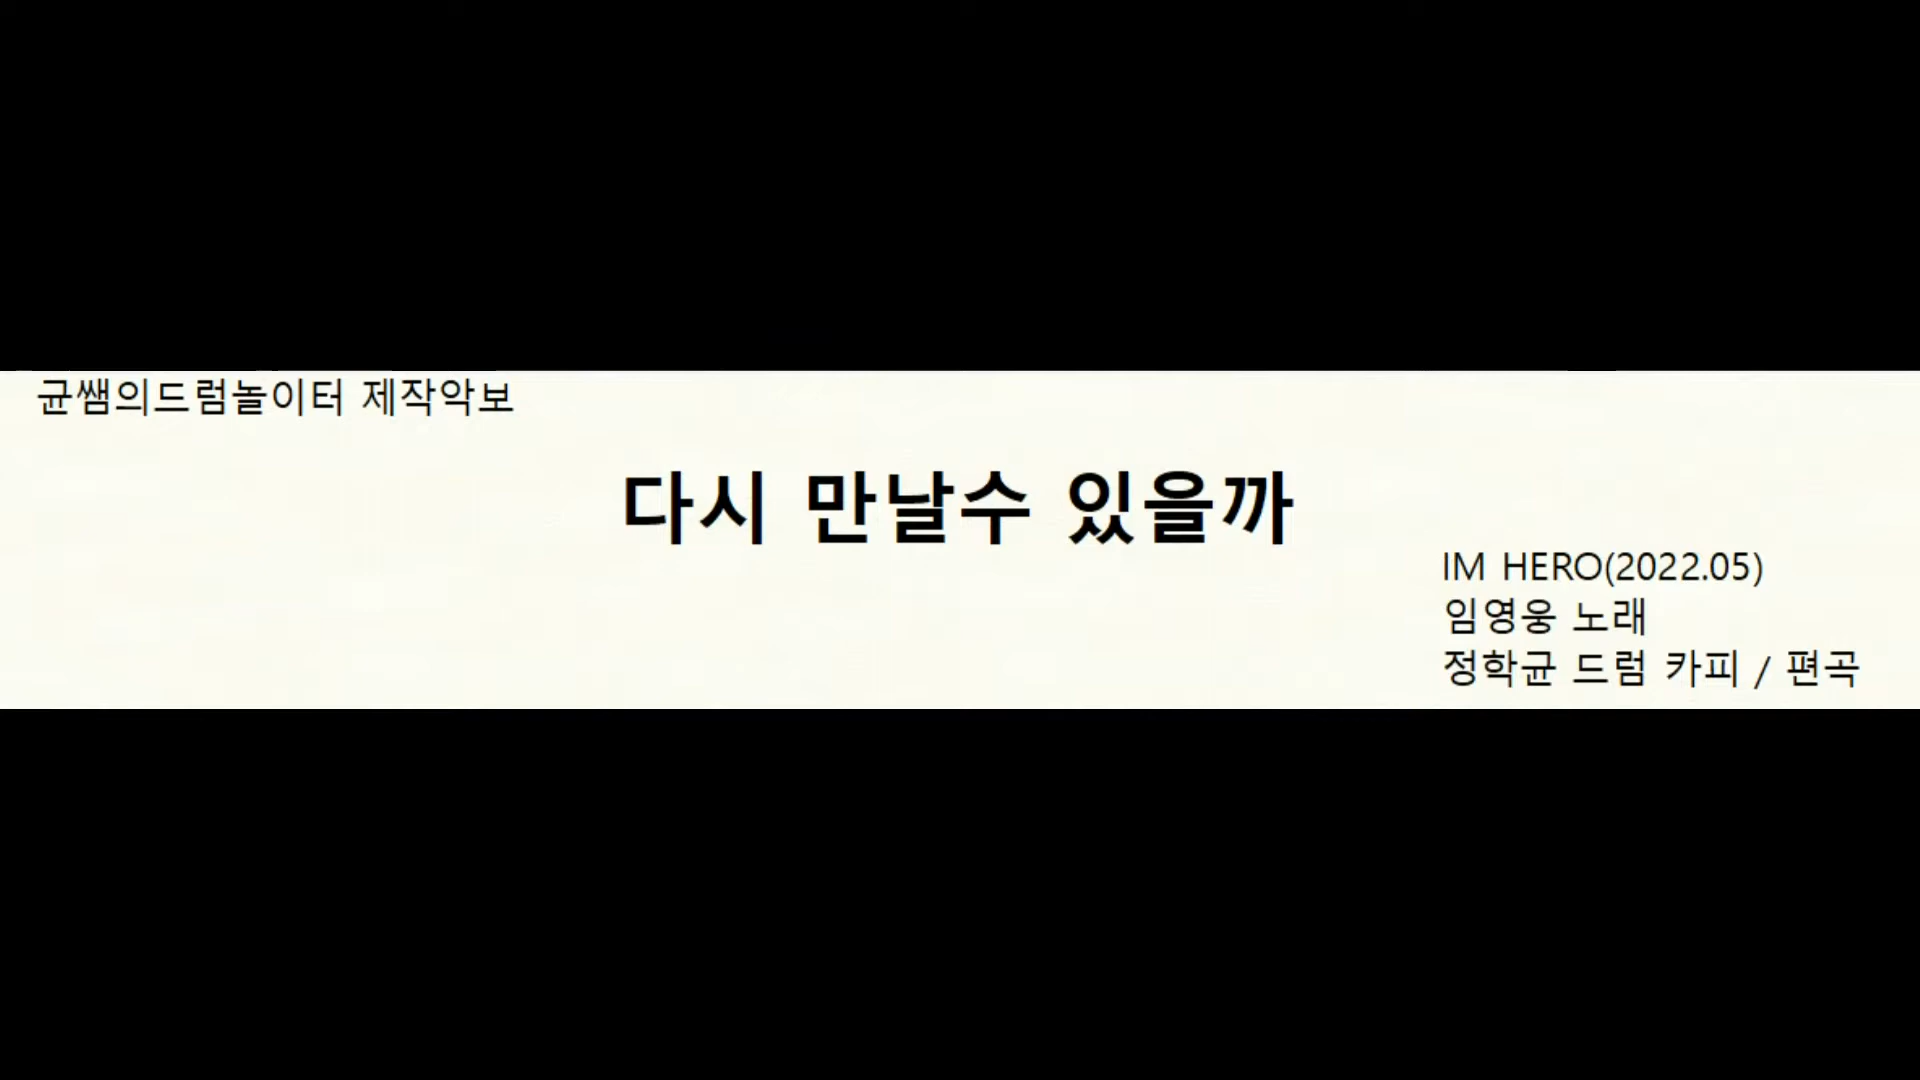 균쌤의드럼놀이터 제작악보
다시 만날수 있을까
IM HERO(2022.05)
임영웅 노래
정학균 드럼 카피 / 편곡